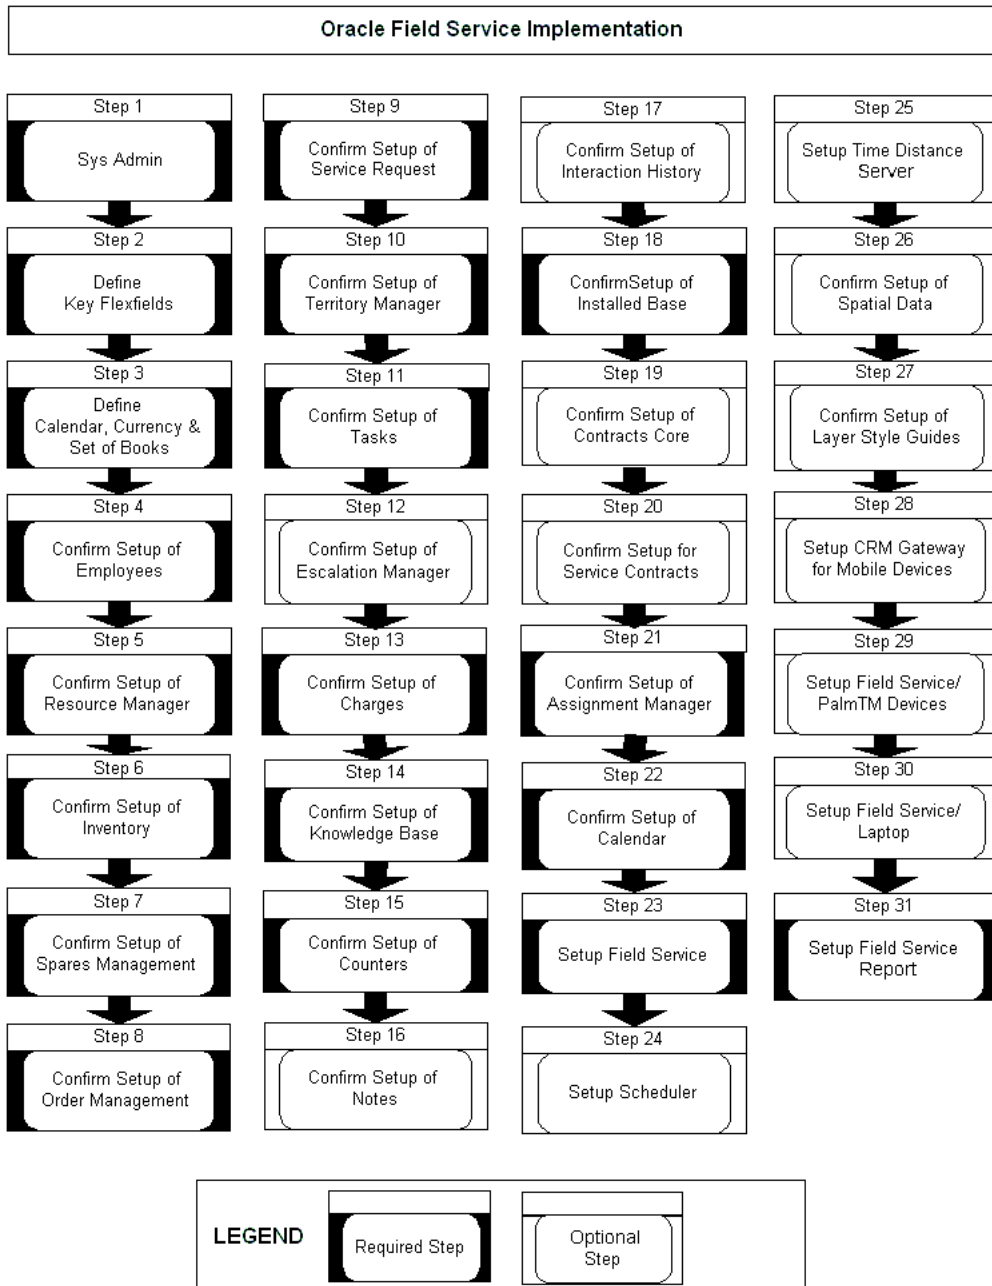 Oracle Field Service Implementation
Step 1
Sys Admin
Step 2
Define
Key Flexfields
Step 3
Define
Calendar, Currency &
Set of Books
Step 4
Confirm Setup of
Employees
Step 5
Confirm Setup of
Resource Manager
Step 6
Confirm Setup of
Inventory
Step 7
Confirm Setup of
Spares Management
Step 8
Confirm Setup of
Order Management
Step 9
Confirm Setup of
Service Request
Step 10
Confirm Setup of
Territory Manager
Step 11
Confirm Setup of
Tasks
Step 12
Confirm Setup of
Escalation Manager
Step 13
Confirm Setup of
Charges
Step 14
Confirm Setup of
Knowledge Base
Step 15
Confirm Setup of
Counters
Step 16
Confirm Setup of
Notes
Step 17
Confirm Setup of
Interaction History
Step 18
ConfirmSetup of
Installed Base
Step 19
Confirm Setup of
Contracts Core
Step 20
Confirm Setup for
Service Contracts
Step 21
Confirm Setup of
Assignment Manager
Step 22
Confirm Setup of
Calendar
Step 23
Setup Field Service
Step 24
Setup Scheduler
Step 25
Setup Time Distance
Server
Step 26
Confirm Setup of
Spatial Data
Step 27
Confirm Setup of
Layer Style Guides
Step 28
Setup CRM Gateway
for Mobile Devices
Step 29
Setup Field Service/
PalmTM Devices
Step 30
Setup Field Service/
Laptop
Step 31
Setup Field Service
Report
LEGEND
Required Step
Optional
Step